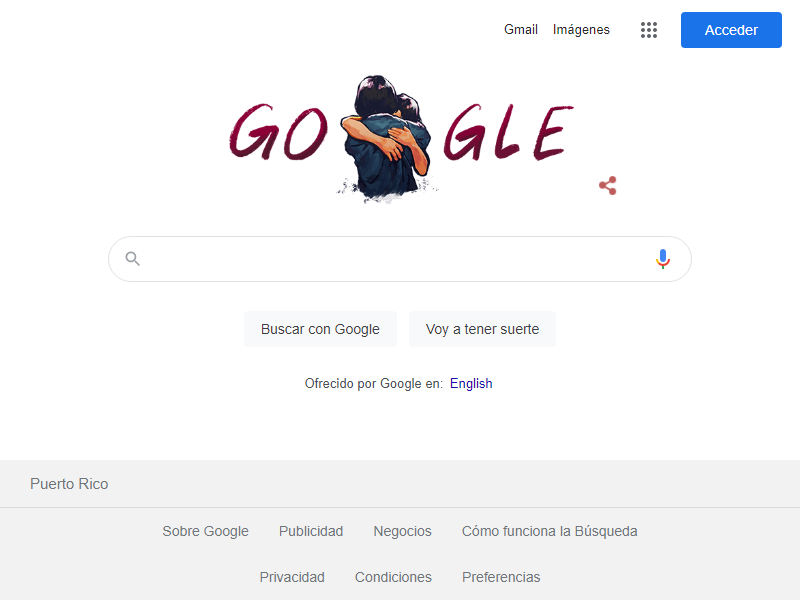 Gmail Imágenes Acceder
GO GLE
Buscar con Google Voy a tener suerte
Ofrecido por Google en: English
Puerto Rico
Sobre Google Publicidad Negocios Cómo funciona la Búsqueda
Privacidad Condiciones Preferencias